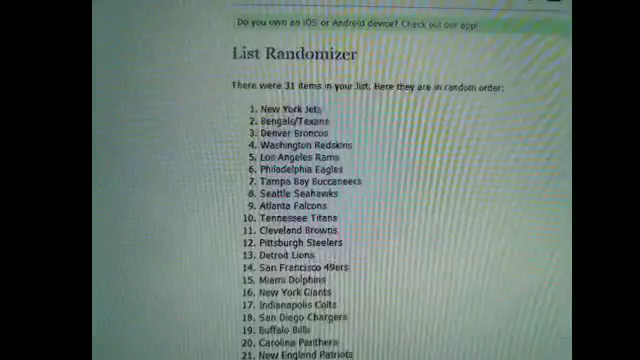 Do you own an iOS or Android device? Check out our app!
List Randomizer
There were 31 items in your list. Here they are in random order:
1. New York Jets
2. Bengals/Texans
3. Denver Broncos
4. Washington Redskins
5. Los Angeles Rams
6. Philadelphia Eagles
7. Tampa Bay Buccaneers
8. Seattle Seahawks
9. Atlanta Falcons
10. Tennessee Titans
11. Cleveland Browns
12. Pittsburgh Steelers
13. Detroit Lions
14. San Francisco 49ers
15. Miami Dolphins
16. New York Giants
17. Indianapolis Colts
18. San Diego Chargers
19. Buffalo Bills
20. Carolina Panthers
21. New England Patriots